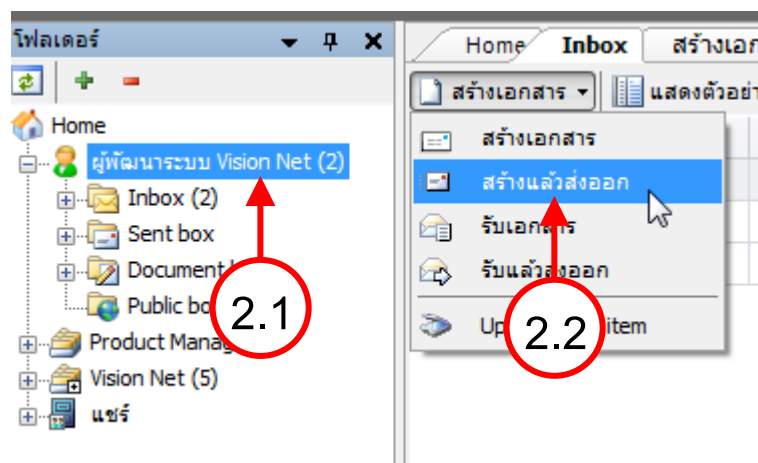 โฟลเดอร์
Home
ผู้พัฒนาระบบ Vision Net (2)
Inbox (2)
Sent box
Document
Public bo
Product Manag
Vision Net (5)
แชร์
2.1
Home Inbox สร้างเอก
สร้างเอกสาร แสดงตัวอย่า
สร้างเอกสาร
สร้างแล้วส่งออก
รับเอกสาร
รับแล้วส่งออก
Up item
2.2